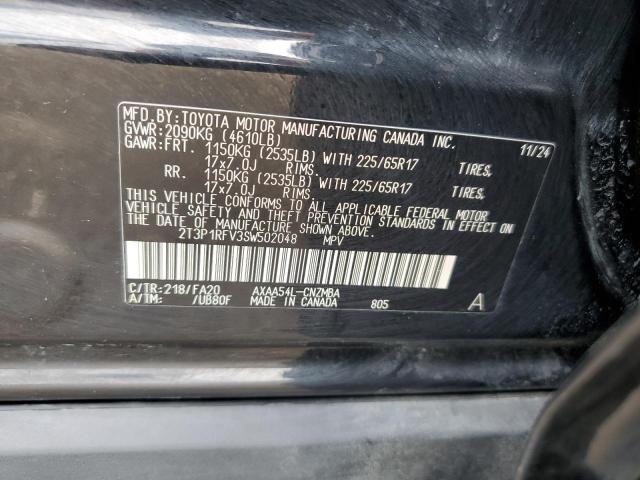 MFD.BY:TOYOTA MOTOR MANUFACTURING CANADA INC.
GVWR:2090KG (4610LB) 11/24
GAWR:FRT. 1150KG (2535LB) WITH 225/65R17 TIRES,
17x7.0J RIMS.
RR. 1150KG (2535LB) WITH 225/65R17 TIRES,
17x7.0J RIMS.
THIS VEHICLE CONFORMS TO ALL APPLICABLE FEDERAL MOTOR
VEHICLE SAFETY AND THEFT PREVENTION STANDARDS IN EFFECT ON
THE DATE OF MANUFACTURE SHOWN ABOVE.
2T3P1RFV3SW502048 MPV
C/TR:218/FA20 AXAA54L-CNZMBA
A/TM: /UB80F MADE IN CANADA 805 A